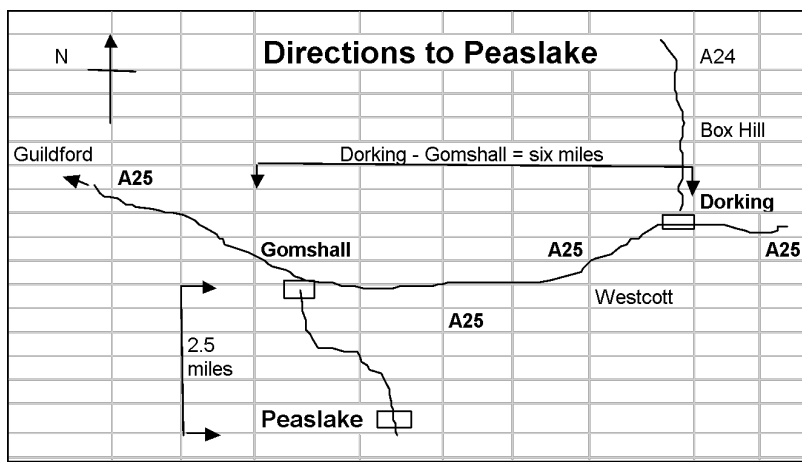 N
Directions to Peaslake
A24
Box Hill
Guildford
Dorking - Gomshall = six miles
A25
Dorking
Gomshall
A25
A25
Westcott
A25
2.5
miles
Peaslake